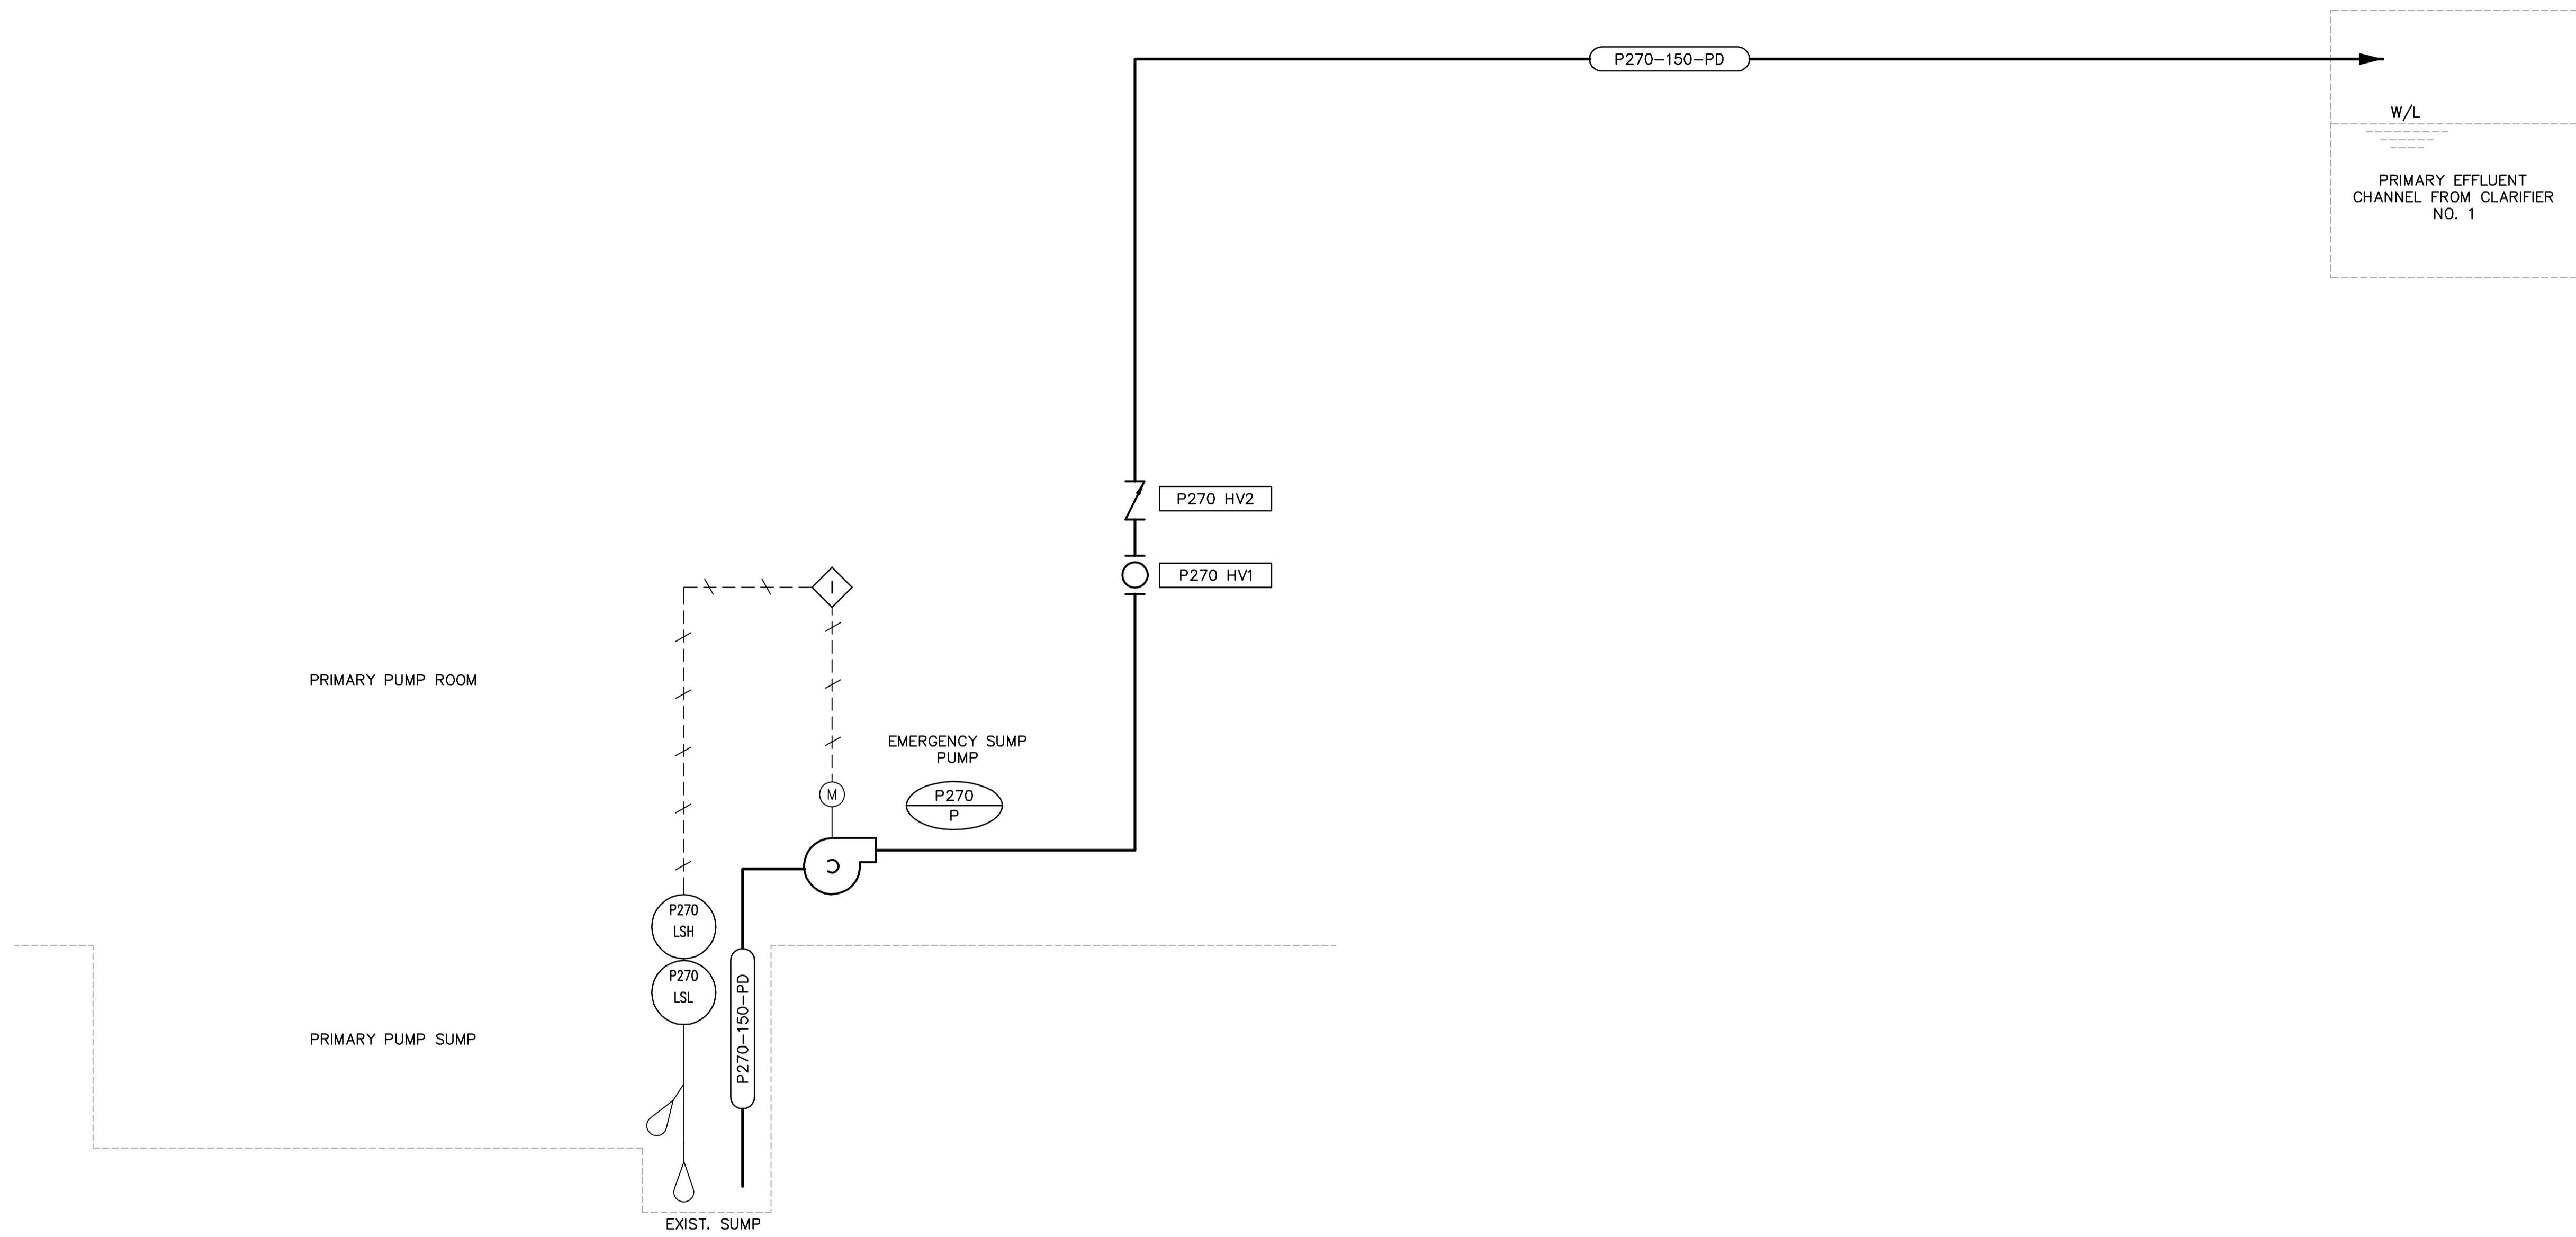 P270-150-PD
W/L
PRIMARY EFFLUENT
CHANNEL FROM CLARIFIER
NO. 1
P270 HV2
P270 HV1
I
PRIMARY PUMP ROOM
EMERGENCY SUMP
PUMP
M
P270
P
P270
LSH
P270
LSL
P270-150-PD
PRIMARY PUMP SUMP
EXIST. SUMP